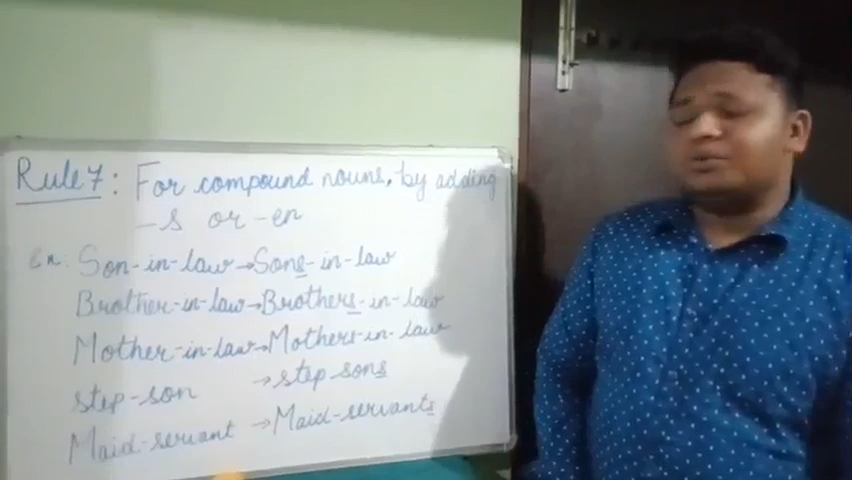 Rule 7: For compound nouns, by adding
-s or -en
Ex: Son-in-law → Sons-in-law
Brother-in-law → Brothers-in-law
Mother-in-law → Mothers-in-law
step-son → step-sons
Maid-servant → Maid-servants